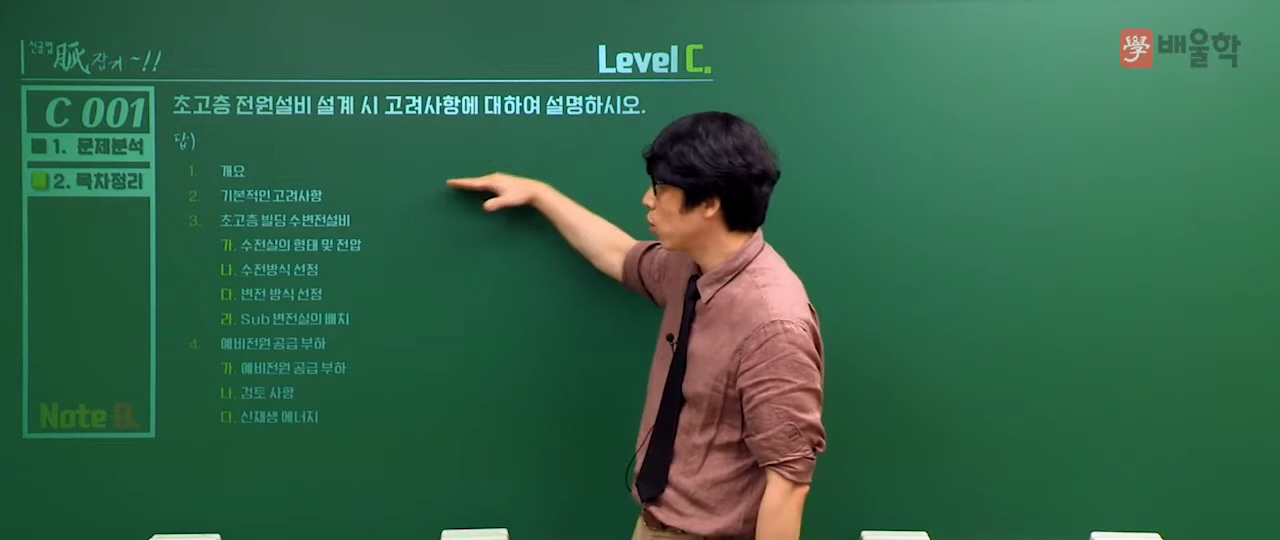 신공법 脈 잡기~!!
Level C.
學 배울학
C 001
1. 문제분석
2. 목차정리
Note B.
초고층 전원설비 설계 시 고려사항에 대하여 설명하시오.
답)
1. 개요
2. 기본적인 고려사항
3. 초고층 빌딩 수변전설비
가. 수전실의 형태 및 전압
나. 수전방식 선정
다. 변전 방식 선정
라. Sub 변전실의 배치
4. 예비전원 공급 부하
가. 예비전원 공급 부하
나. 검토 사항
다. 신재생 에너지